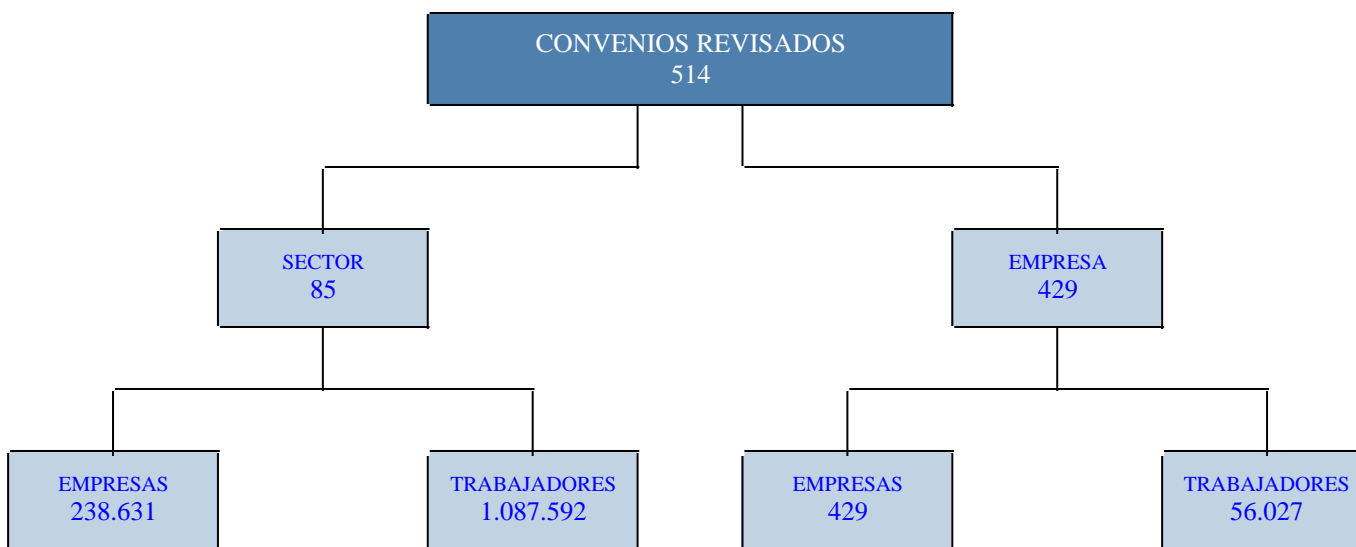 CONVENIOS REVISADOS
514
SECTOR
85
EMPRESA
429
EMPRESAS
238.631
TRABAJADORES
1.087.592
EMPRESAS
429
TRABAJADORES
56.027